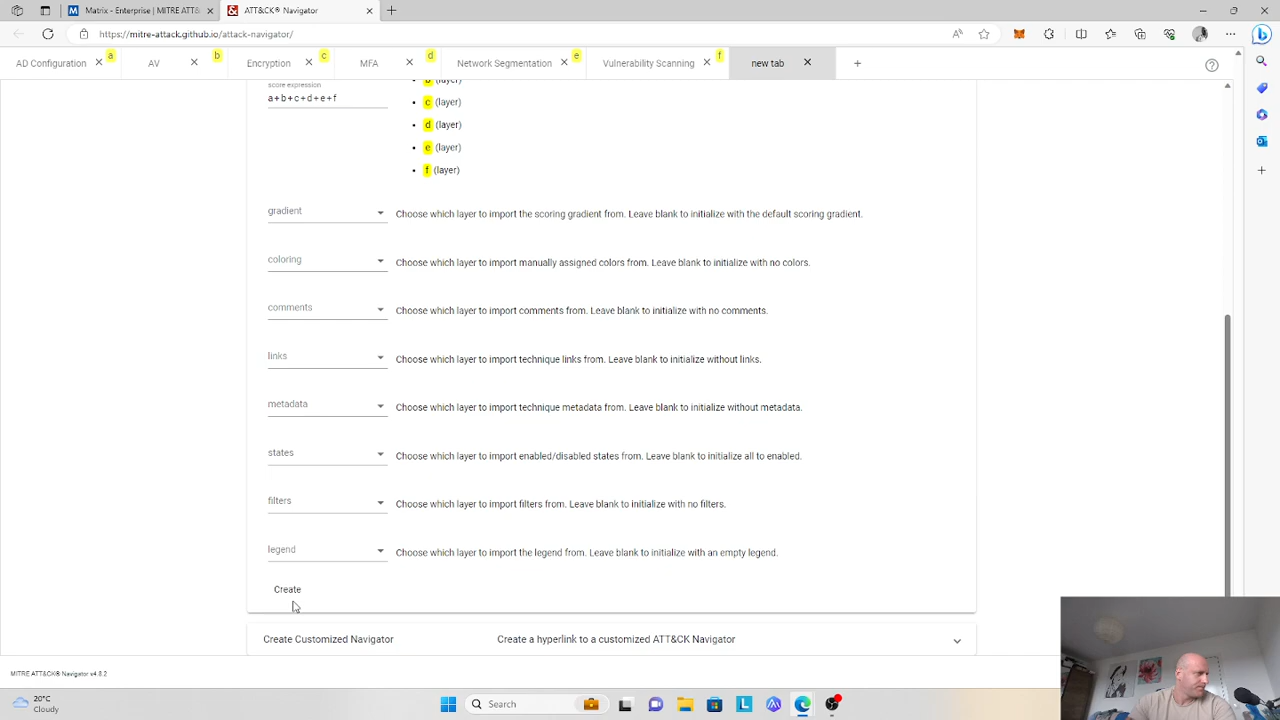 Matrix - Enterprise | MITRE ATT&
ATT&CK® Navigator
https://mitre-attack.github.io/attack-navigator/
AD Configuration a
AV b
Encryption c
MFA d
Network Segmentation e
Vulnerability Scanning f
new tab
score expression
a+b+c+d+e+f
b (layer)
c (layer)
d (layer)
e (layer)
f (layer)
gradient Choose which layer to import the scoring gradient from. Leave blank to initialize with the default scoring gradient.
coloring Choose which layer to import manually assigned colors from. Leave blank to initialize with no colors.
comments Choose which layer to import comments from. Leave blank to initialize with no comments.
links Choose which layer to import technique links from. Leave blank to initialize without links.
metadata Choose which layer to import technique metadata from. Leave blank to initialize without metadata.
states Choose which layer to import enabled/disabled states from. Leave blank to initialize all to enabled.
filters Choose which layer to import filters from. Leave blank to initialize with no filters.
legend Choose which layer to import the legend from. Leave blank to initialize with an empty legend.
Create
Create Customized Navigator Create a hyperlink to a customized ATT&CK Navigator
MITRE ATT&CK® Navigator v4.8.2
20°C
Cloudy
Search